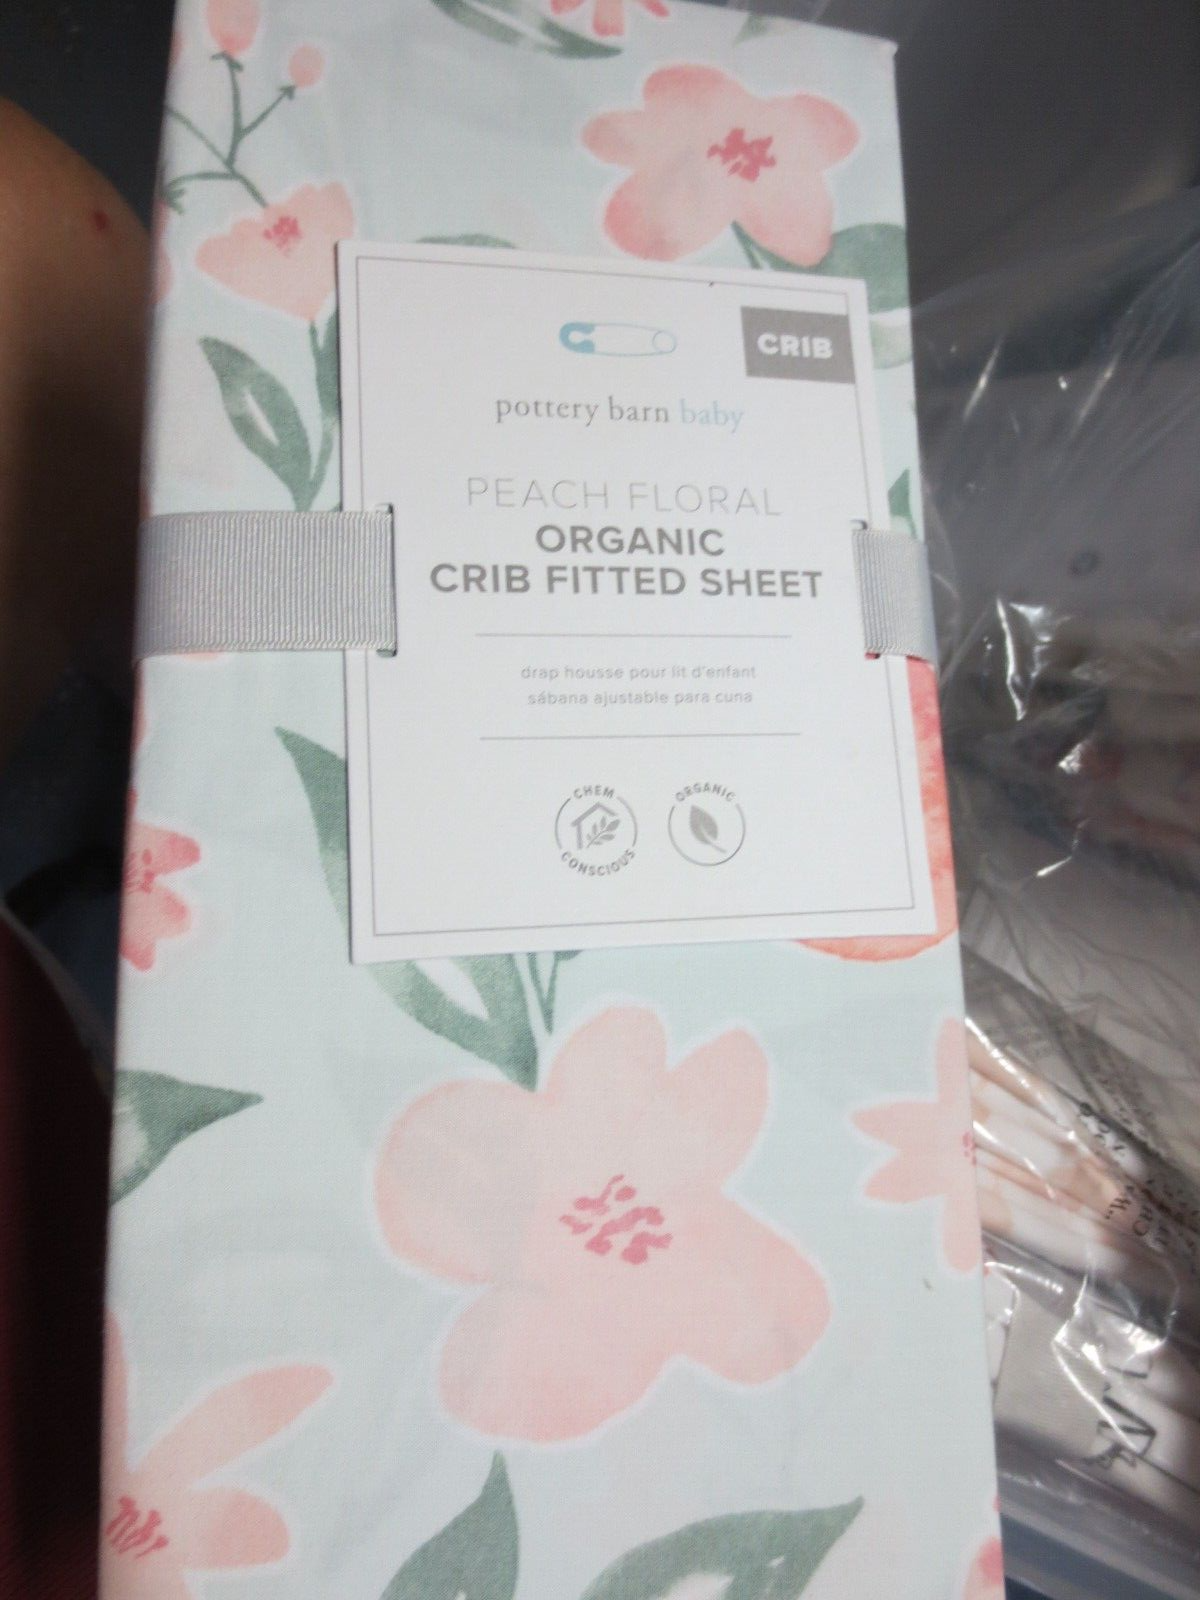 CRIB
pottery barn baby
PEACH FLORAL
ORGANIC
CRIB FITTED SHEET
drap housse pour lit d'enfant
sábana ajustable para cuna
CHEM
CONSCIOUS
ORGANIC